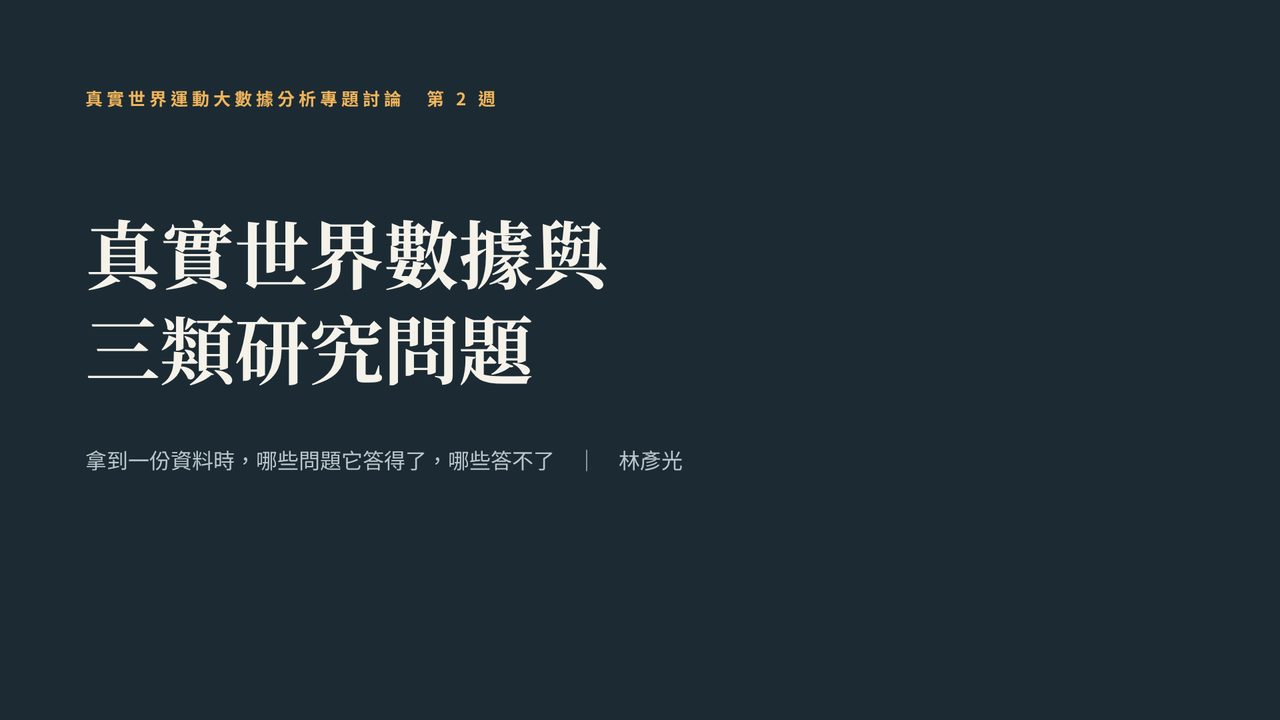 真實世界運動大數據分析專題討論　第 2 週
真實世界數據與
三類研究問題
拿到一份資料時，哪些問題它答得了，哪些答不了　｜　林彥光